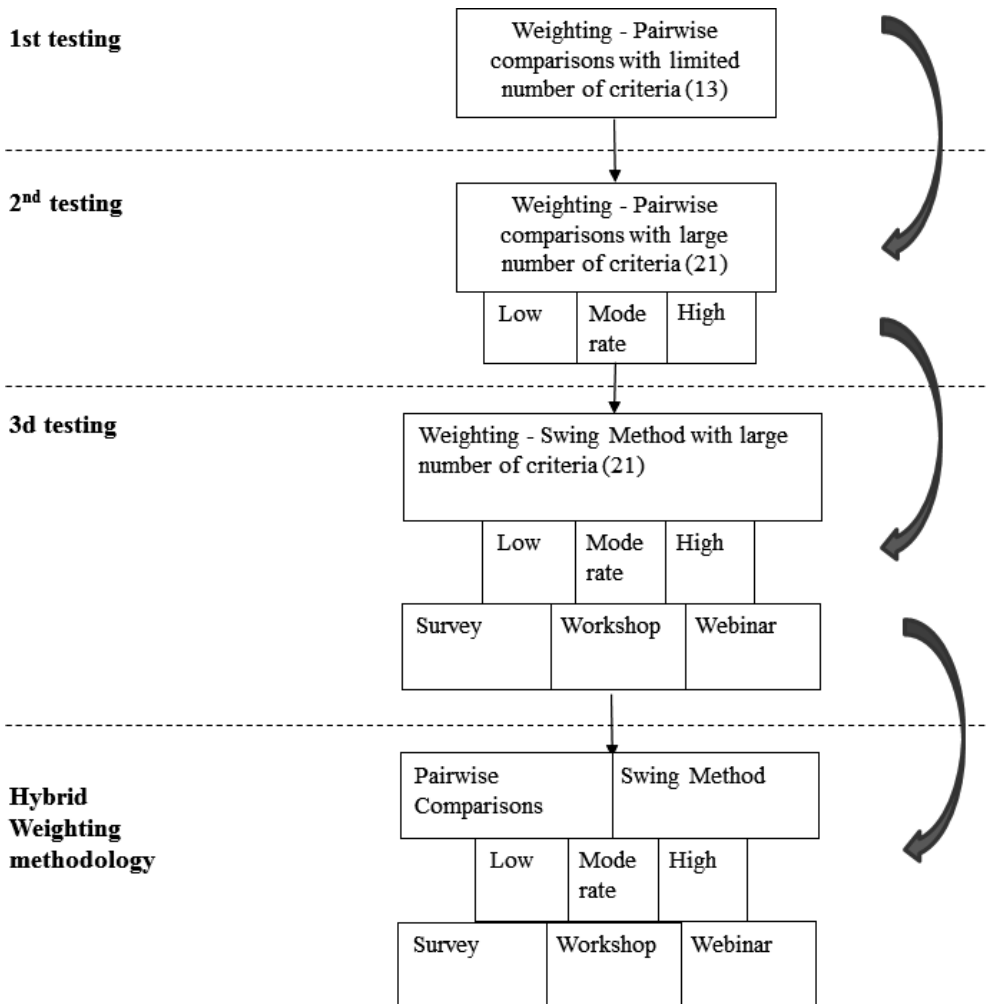 1st testing
Weighting - Pairwise
comparisons with limited
number of criteria (13)
2nd testing
Weighting - Pairwise
comparisons with large
number of criteria (21)
Low
Mode
rate
High
3d testing
Weighting - Swing Method with large
number of criteria (21)
Low
Mode
rate
High
Survey
Workshop
Webinar
Hybrid
Weighting
methodology
Pairwise
Comparisons
Swing Method
Low
Mode
rate
High
Survey
Workshop
Webinar